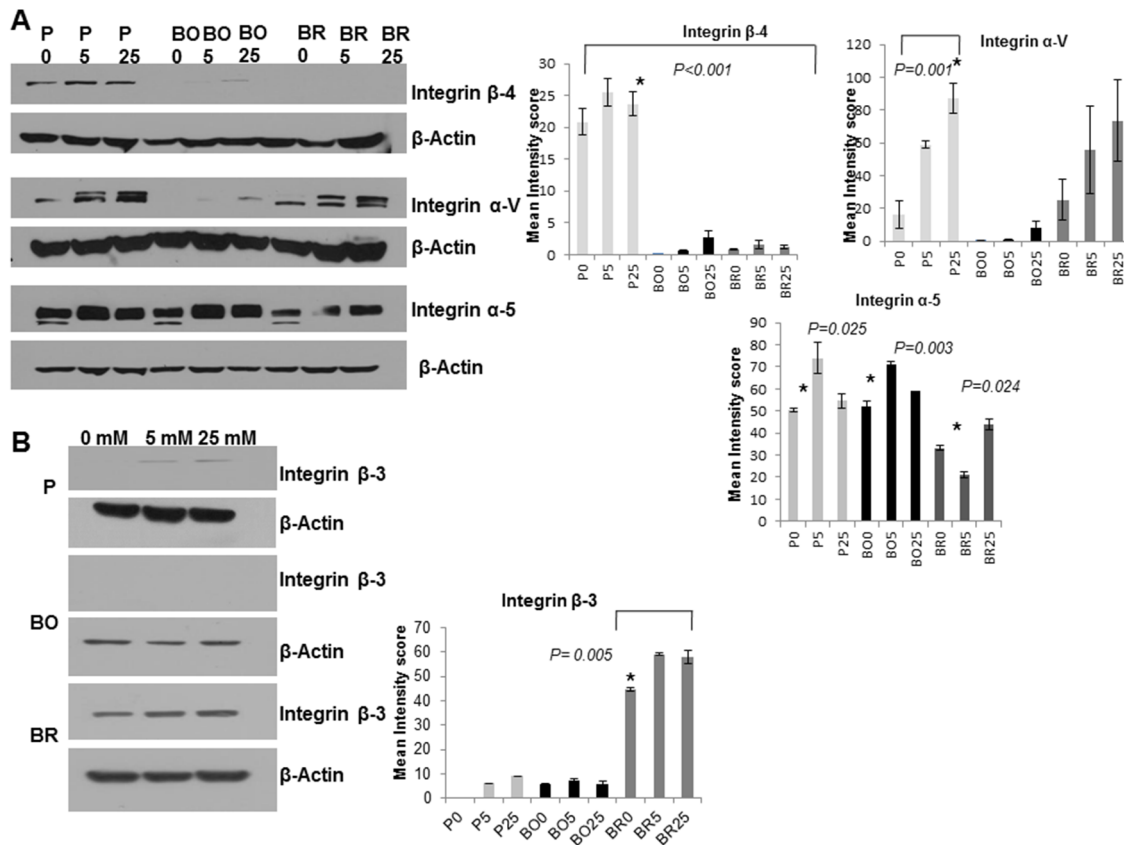 A
P P P BO BO BO BR BR BR
0 5 25 0 5 25 0 5 25
Integrin β-4
β-Actin
Integrin α-V
β-Actin
Integrin α-5
β-Actin
Integrin β-4
P<0.001
*
Mean Intensity score
30
25
20
15
10
5
0
P0 P5 P25 BO0 BO5 BO25 BR0 BR5 BR25
Integrin α-V
P=0.001
*
Mean Intensity score
120
100
80
60
40
20
0
P0 P5 P25 BO0 BO5 BO25 BR0 BR5 BR25
Integrin α-5
P=0.025
P=0.003
P=0.024
* * *
Mean Intensity score
90
80
70
60
50
40
30
20
10
0
P0 P5 P25 BO0 BO5 BO25 BR0 BR5 BR25
B
0 mM 5 mM 25 mM
P
Integrin β-3
β-Actin
BO
Integrin β-3
β-Actin
BR
Integrin β-3
β-Actin
Integrin β-3
P= 0.005
*
Mean Intensity score
70
60
50
40
30
20
10
0
P0 P5 P25 BO0 BO5 BO25 BR0 BR5 BR25